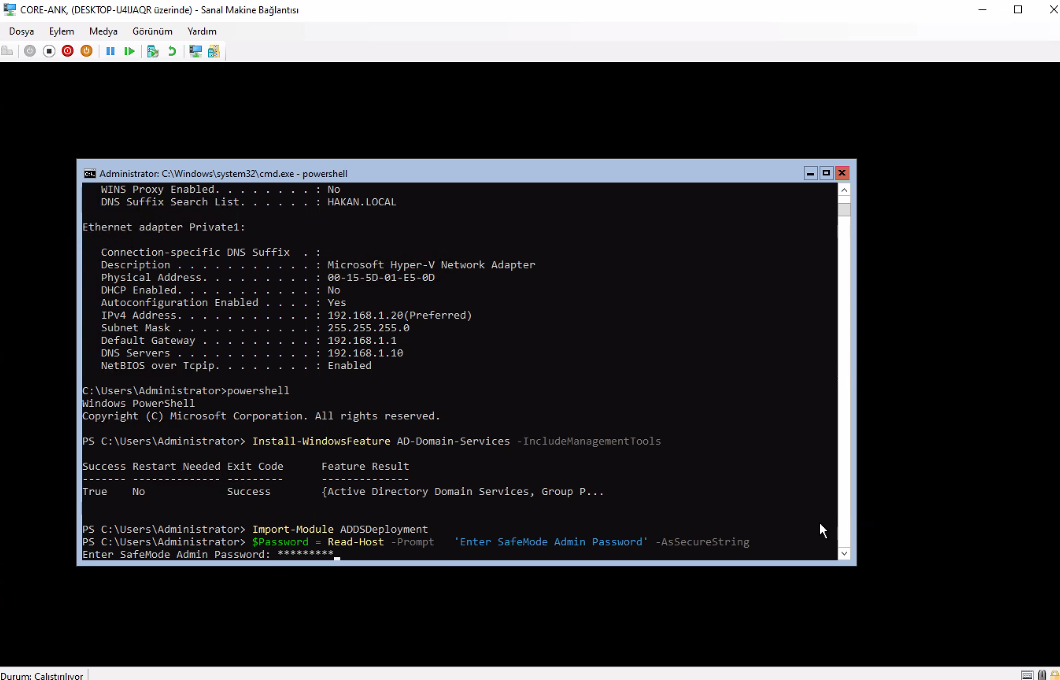 CORE-ANK, (DESKTOP-U4UAQR üzerinde) - Sanal Makine Bağlantısı
Dosya Eylem Medya Görünüm Yardım
Administrator: C:\Windows\system32\cmd.exe - powershell
WINS Proxy Enabled. . . . . . . . : No
DNS Suffix Search List. . . . . . : HAKAN.LOCAL
Ethernet adapter Private1:
Connection-specific DNS Suffix . :
Description . . . . . . . . . . . : Microsoft Hyper-V Network Adapter
Physical Address. . . . . . . . . : 00-15-5D-01-E5-0D
DHCP Enabled. . . . . . . . . . . : No
Autoconfiguration Enabled . . . . : Yes
IPv4 Address. . . . . . . . . . . : 192.168.1.20(Preferred)
Subnet Mask . . . . . . . . . . . : 255.255.255.0
Default Gateway . . . . . . . . . : 192.168.1.1
DNS Servers . . . . . . . . . . . : 192.168.1.10
NetBIOS over Tcpip. . . . . . . . : Enabled
C:\Users\Administrator>powershell
Windows PowerShell
Copyright (C) Microsoft Corporation. All rights reserved.
PS C:\Users\Administrator> Install-WindowsFeature AD-Domain-Services -IncludeManagementTools
Success Restart Needed Exit Code Feature Result
------- -------------- --------- --------------
True No Success {Active Directory Domain Services, Group P...
PS C:\Users\Administrator> Import-Module ADDSDeployment
PS C:\Users\Administrator> $Password = Read-Host -Prompt 'Enter SafeMode Admin Password' -AsSecureString
Enter SafeMode Admin Password: *********
Durum: Çalıştırılıyor